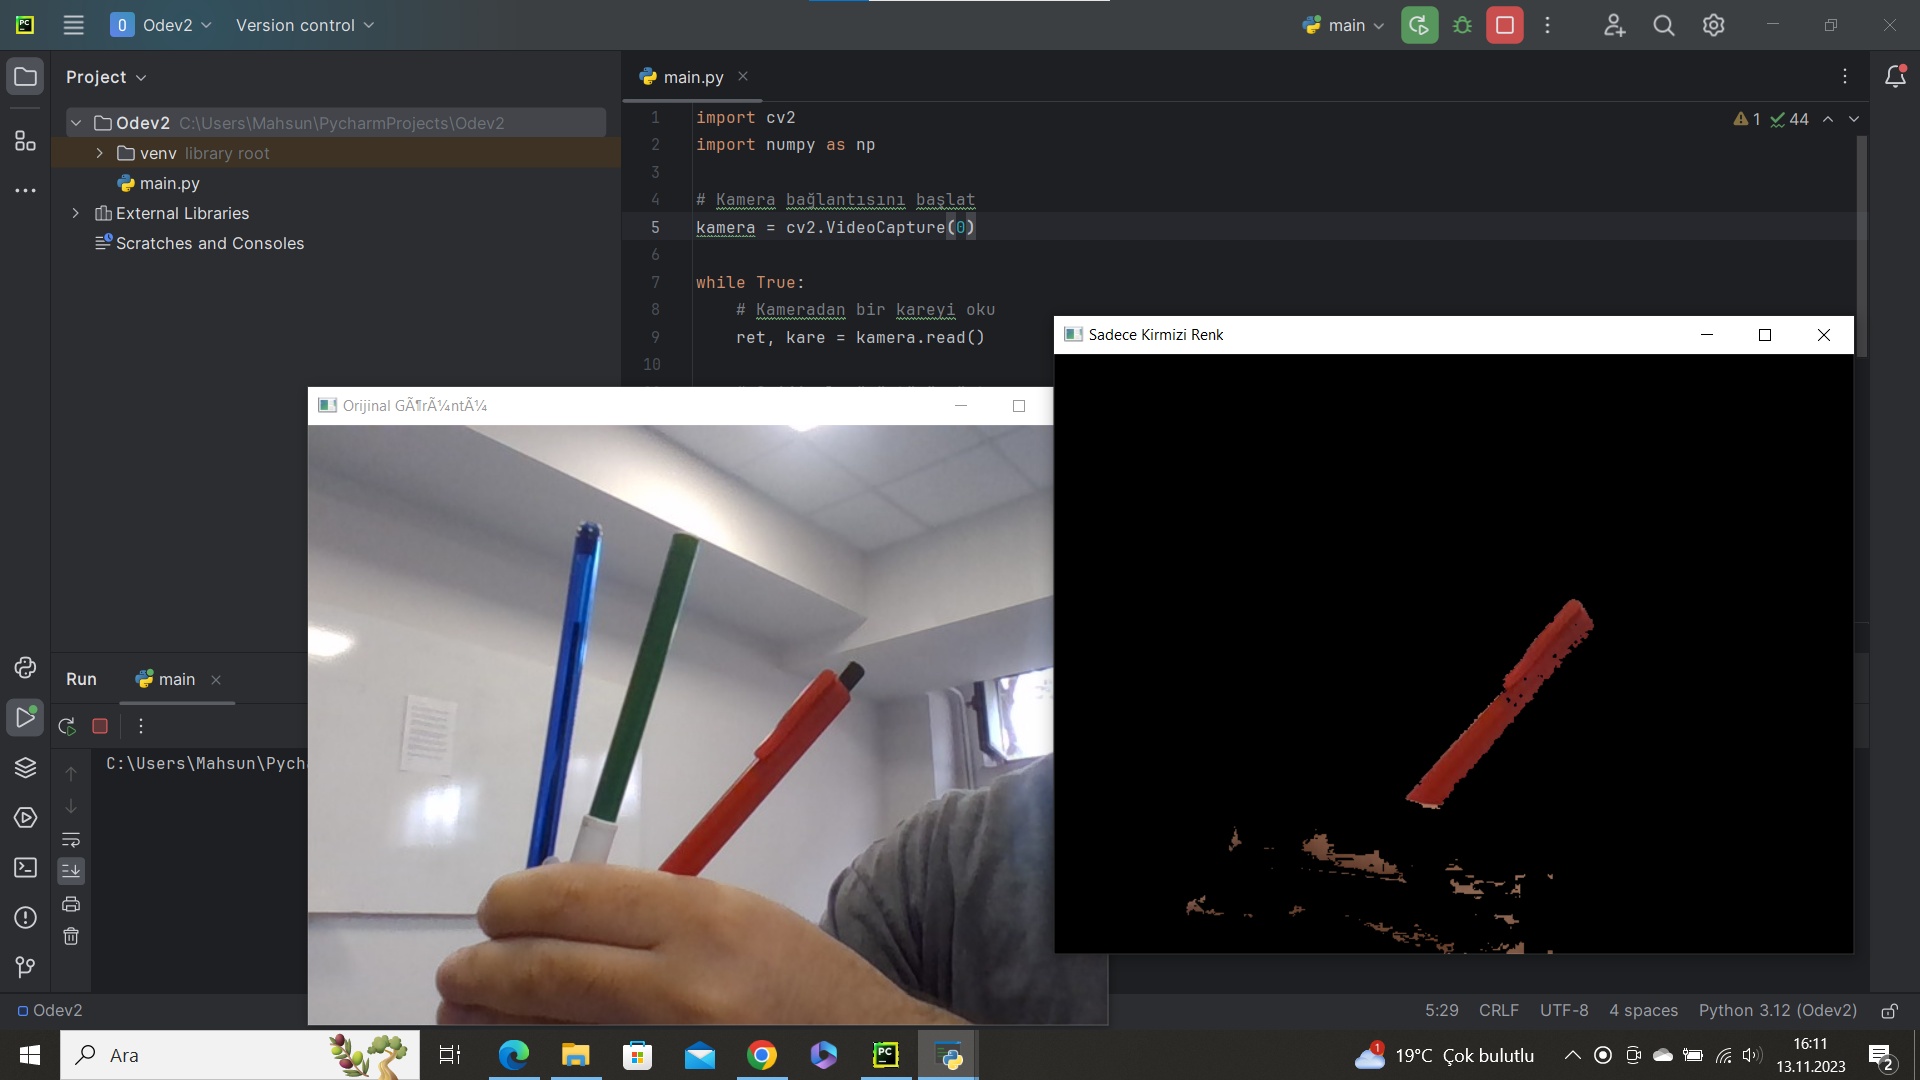 Odev2
Version control
main
Project
main.py
Odev2 C:\Users\Mahsun\PycharmProjects\Odev2
venv library root
main.py
External Libraries
Scratches and Consoles
1 import cv2
2 import numpy as np
3
4 # Kamera bağlantısını başlat
5 kamera = cv2.VideoCapture(0)
6
7 while True:
8 # Kameradan bir kareyi oku
9 ret, kare = kamera.read()
10
1 44
Sadece Kirmizi Renk
Orijinal GÃ¶rÃ¼ntÃ¼
Run
main
C:\Users\Mahsun\Pych
Odev2
5:29 CRLF UTF-8 4 spaces Python 3.12 (Odev2)
Ara
1
19°C Çok bulutlu
16:11
13.11.2023
2